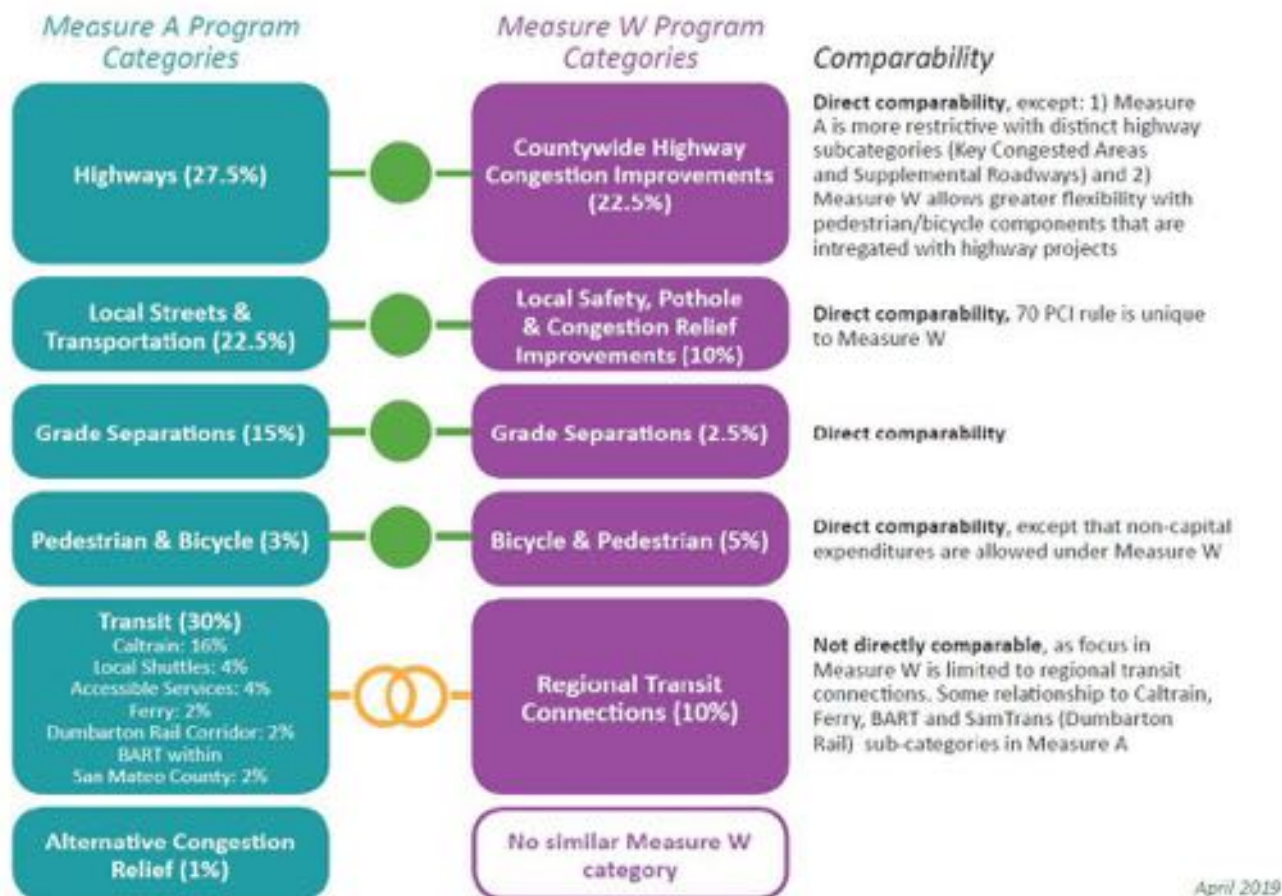 Measure A Program
Categories
Measure W Program
Categories
Comparability
Highways (27.5%)
Countywide Highway
Congestion Improvements
(22.5%)
Direct comparability, except: 1) Measure
A is more restrictive with distinct highway
subcategories (Key Congested Areas
and Supplemental Roadways) and 2)
Measure W allows greater flexibility with
pedestrian/bicycle components that are
intregated with highway projects
Local Streets &
Transportation (22.5%)
Local Safety, Pothole
& Congestion Relief
Improvements (10%)
Direct comparability, 70 PCI rule is unique
to Measure W
Grade Separations (15%)
Grade Separations (2.5%)
Direct comparability
Pedestrian & Bicycle (3%)
Bicycle & Pedestrian (5%)
Direct comparability, except that non-capital
expenditures are allowed under Measure W
Transit (30%)
Caltrain: 16%
Local Shuttles: 4%
Accessible Services: 4%
Ferry: 2%
Dumbarton Rail Corridor: 2%
BART within
San Mateo County: 2%
Regional Transit
Connections (10%)
Not directly comparable, as focus in
Measure W is limited to regional transit
connections. Some relationship to Caltrain,
Ferry, BART and SamTrans (Dumbarton
Rail) sub-categories in Measure A
Alternative Congestion
Relief (1%)
No similar Measure W
category
April 2019